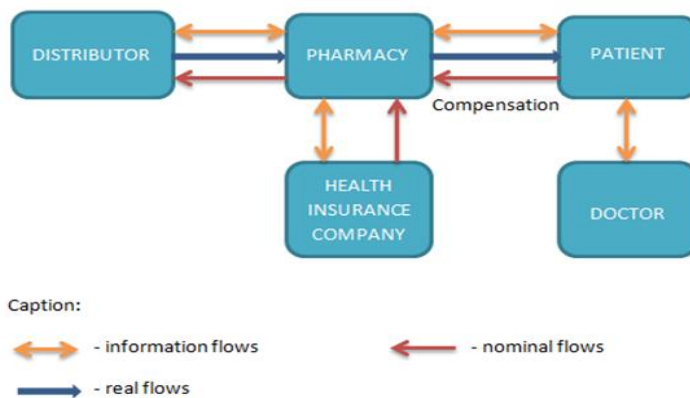 DISTRIBUTOR
PHARMACY
PATIENT
Compensation
HEALTH
INSURANCE
COMPANY
DOCTOR
Caption:
- information flows
- nominal flows
- real flows